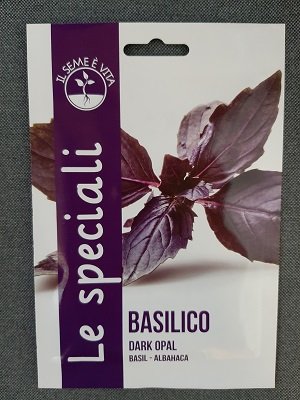 IL SEME È VITA
Le speciali
BASILICO
DARK OPAL
BASIL - ALBAHACA